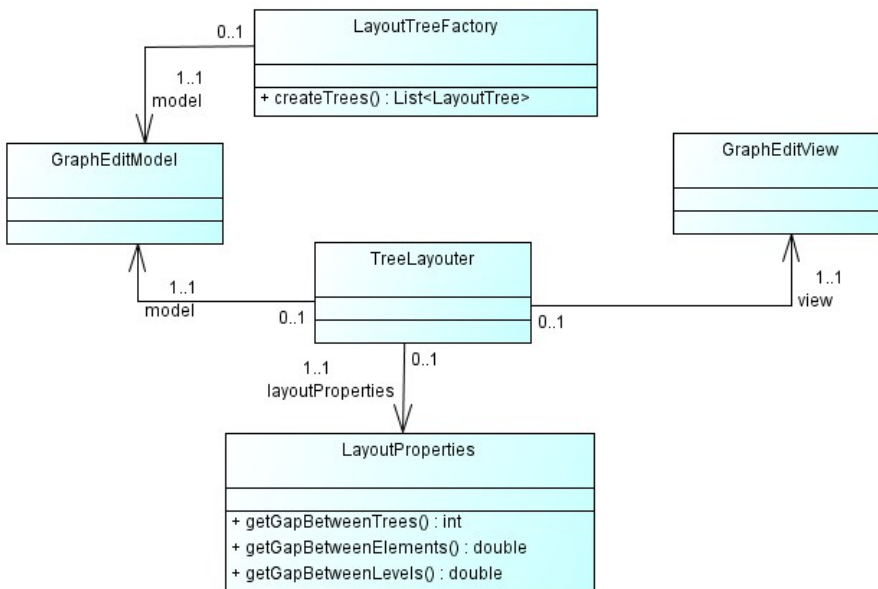 LayoutTreeFactory
0..1
1..1
model
+ createTrees() : List<LayoutTree>
GraphEditModel
GraphEditView
TreeLayouter
1..1
model
0..1
1..1
view
0..1
0..1
1..1
layoutProperties
LayoutProperties
+ getGapBetweenTrees() : int
+ getGapBetweenElements() : double
+ getGapBetweenLevels() : double